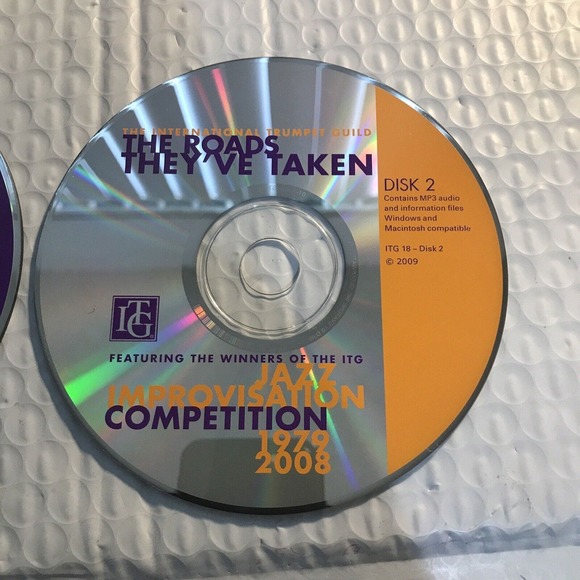 THE INTERNATIONAL TRUMPET GUILD
THE ROADS
THEY'VE TAKEN
DISK 2
Contains MP3 audio
and information files
Windows and
Macintosh compatible
ITG 18 – Disk 2
© 2009
ITG
FEATURING THE WINNERS OF THE ITG
JAZZ
IMPROVISATION
COMPETITION
1979
2008